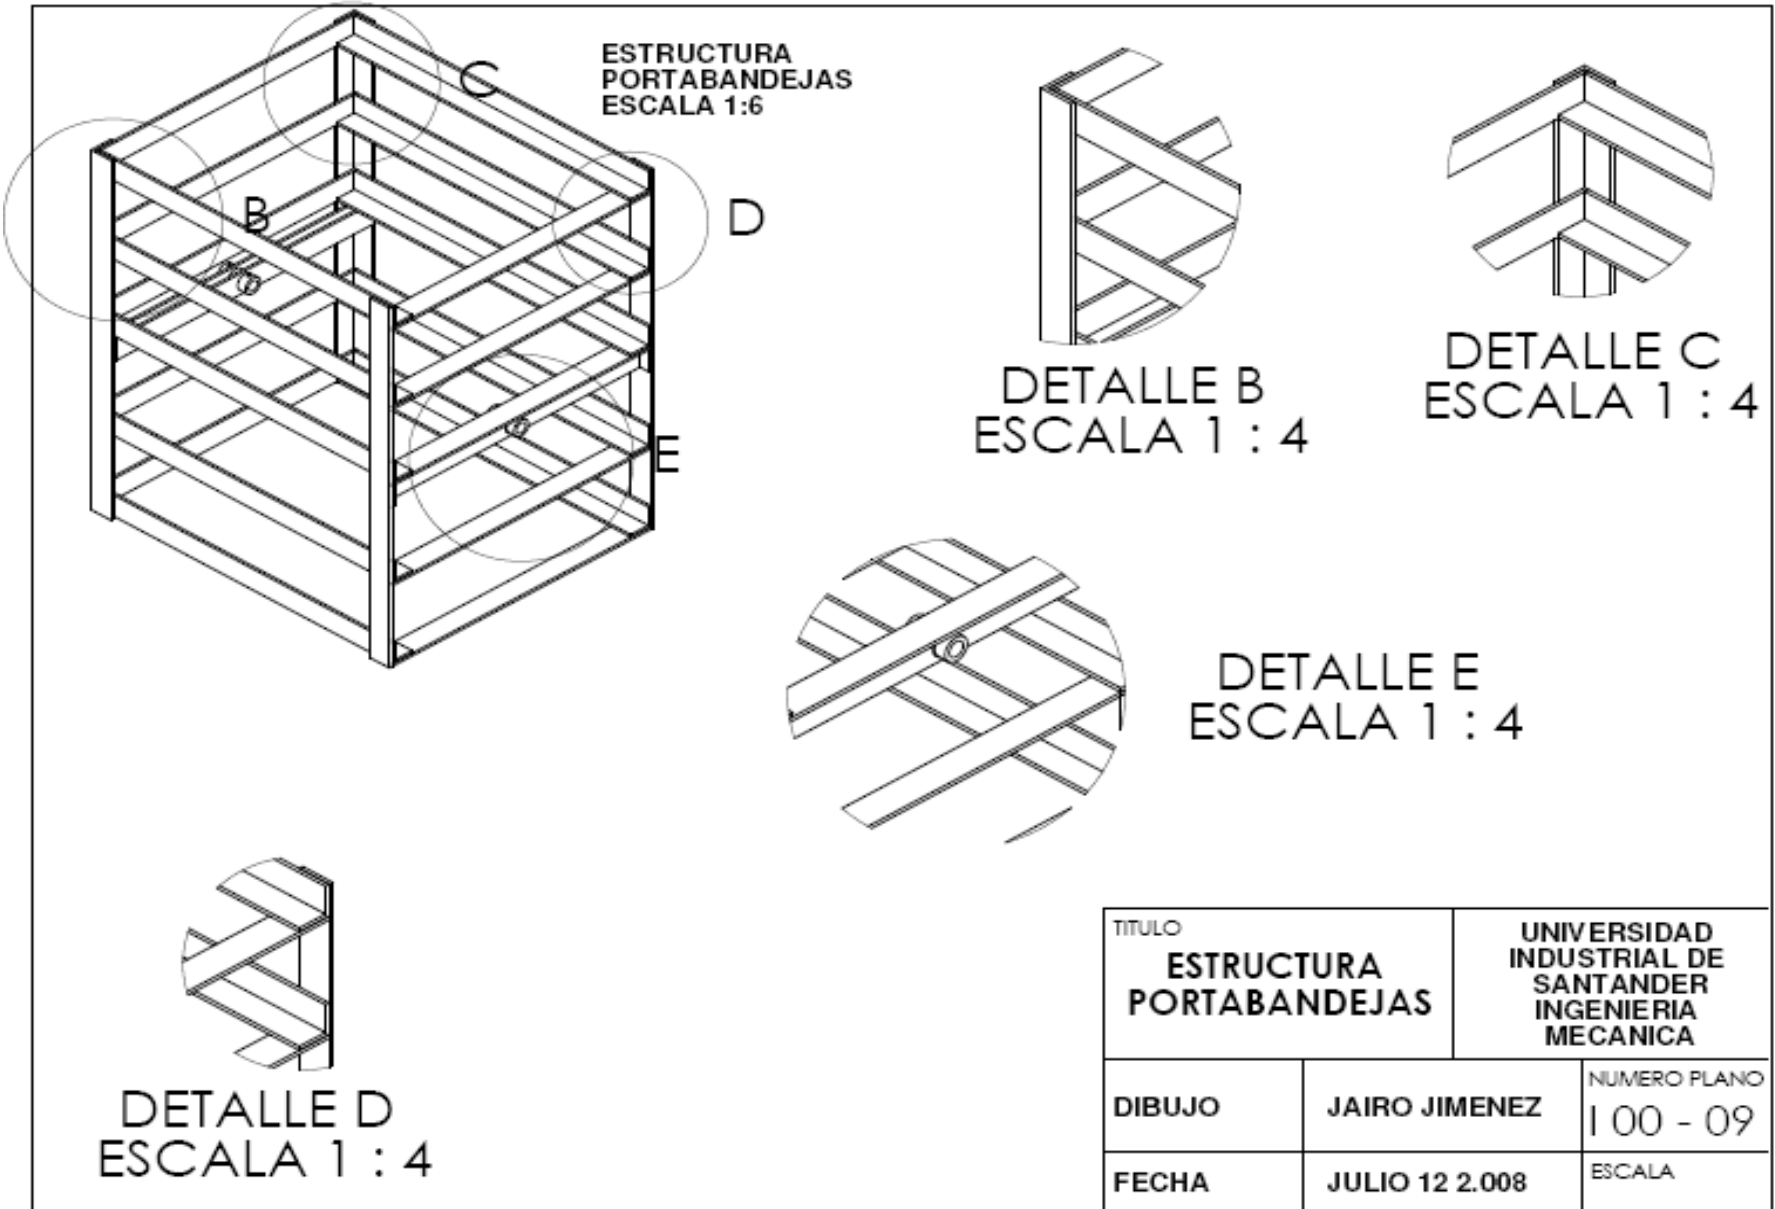 ESTRUCTURA
PORTABANDEJAS
ESCALA 1:6
C
B
D
E
DETALLE B
ESCALA 1 : 4
DETALLE C
ESCALA 1 : 4
DETALLE E
ESCALA 1 : 4
DETALLE D
ESCALA 1 : 4
TITULO
ESTRUCTURA
PORTABANDEJAS
UNIVERSIDAD
INDUSTRIAL DE
SANTANDER
INGENIERIA
MECANICA
DIBUJO
JAIRO JIMENEZ
NUMERO PLANO
I 00 - 09
FECHA
JULIO 12 2.008
ESCALA